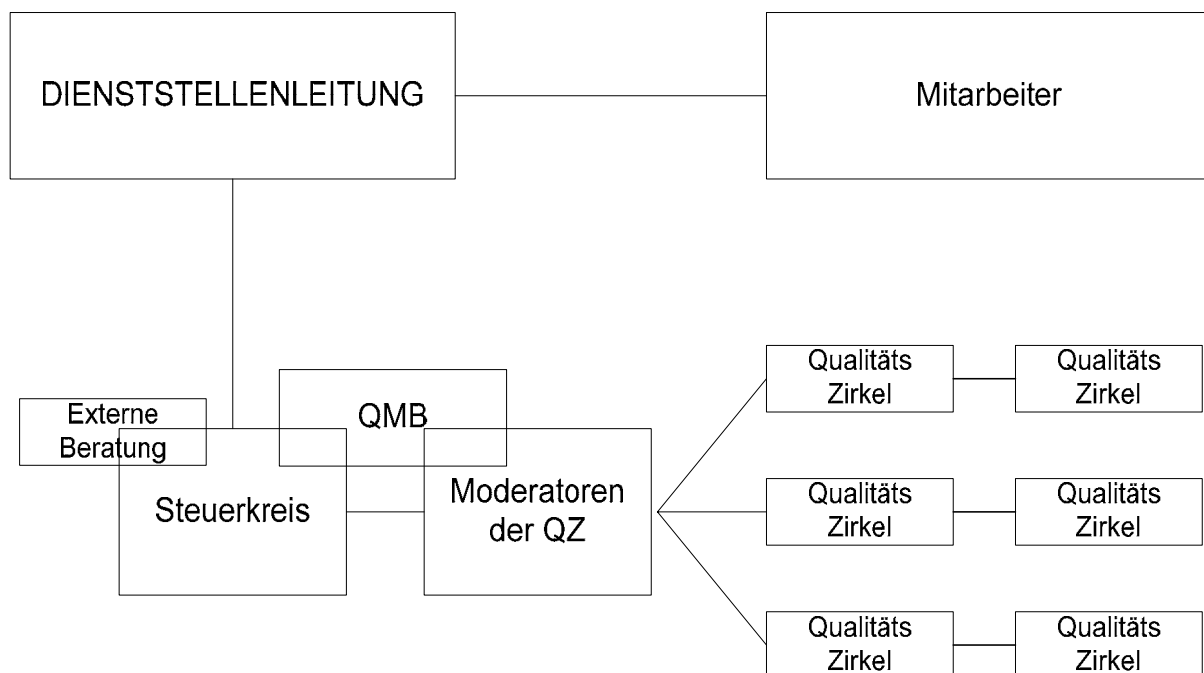 DIENSTSTELLENLEITUNG
Mitarbeiter
Externe
Beratung
QMB
Steuerkreis
Moderatoren
der QZ
Qualitäts
Zirkel
Qualitäts
Zirkel
Qualitäts
Zirkel
Qualitäts
Zirkel
Qualitäts
Zirkel
Qualitäts
Zirkel